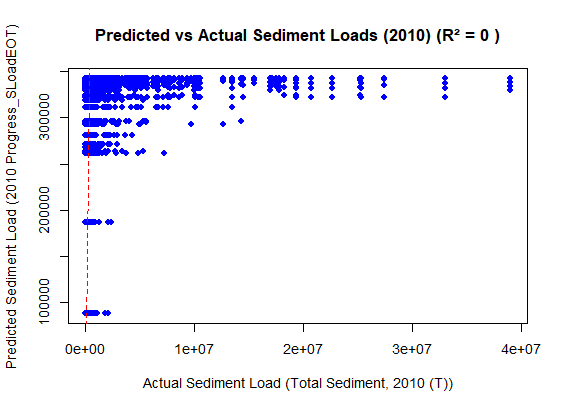 Predicted vs Actual Sediment Loads (2010) (R² = 0 )
Predicted Sediment Load (2010 Progress_SLoadEOT)
300000
200000
100000
0e+00 1e+07 2e+07 3e+07 4e+07
Actual Sediment Load (Total Sediment, 2010 (T))